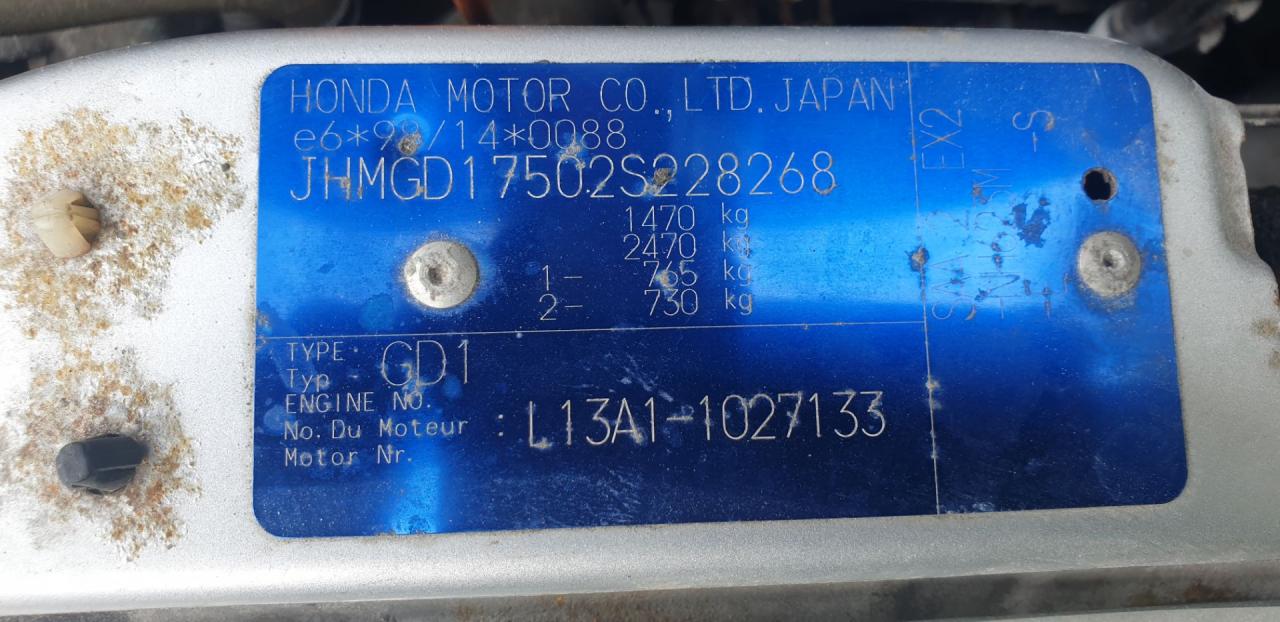 HONDA MOTOR CO.,LTD.JAPAN
e6*98/14*0088
JHMGD17502S228268
1470 kg
2470 kg
1- 765 kg
2- 730 kg
TYPE
Typ : GD1
ENGINE NO.
No.Du Moteur : L13A1-1027133
Motor Nr.
EX2
-S